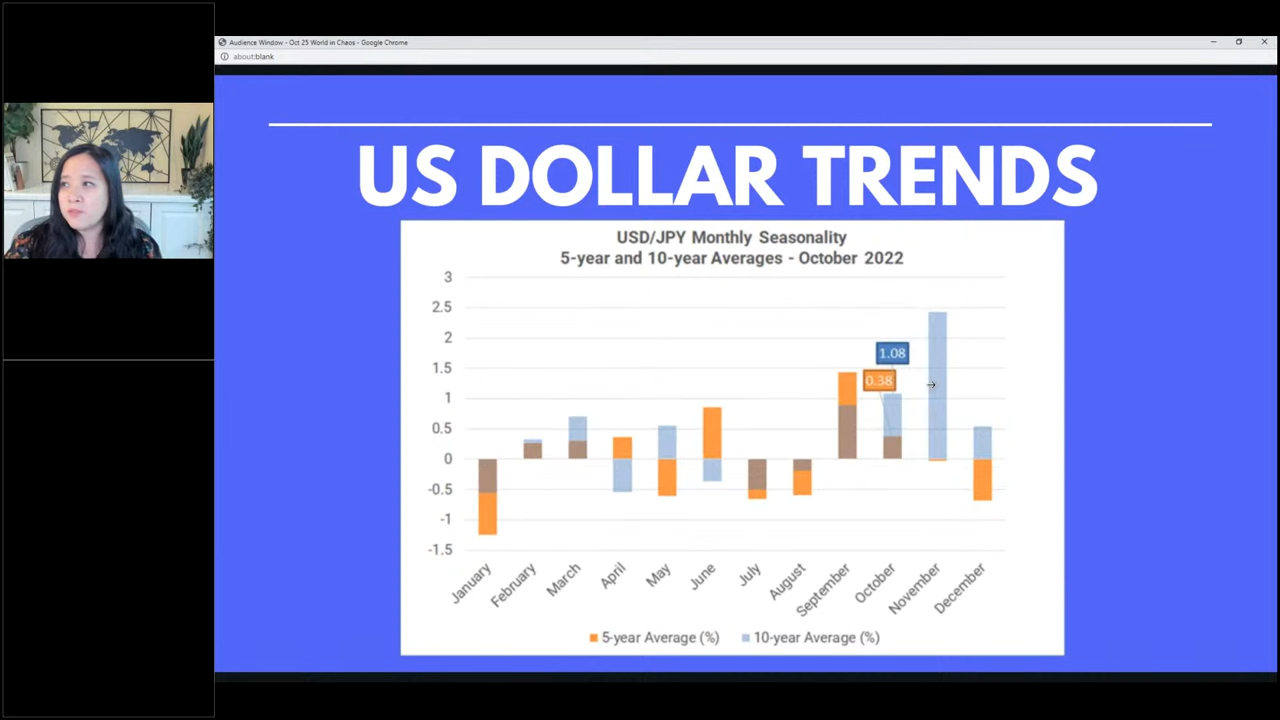 Audience Window - Oct 25 World in Chaos - Google Chrome
about:blank
US DOLLAR TRENDS
USD/JPY Monthly Seasonality
5-year and 10-year Averages - October 2022
3
2.5
2
1.5
1
0.5
0
-0.5
-1
-1.5
1.08
0.38
January
February
March
April
May
June
July
August
September
October
November
December
5-year Average (%)
10-year Average (%)